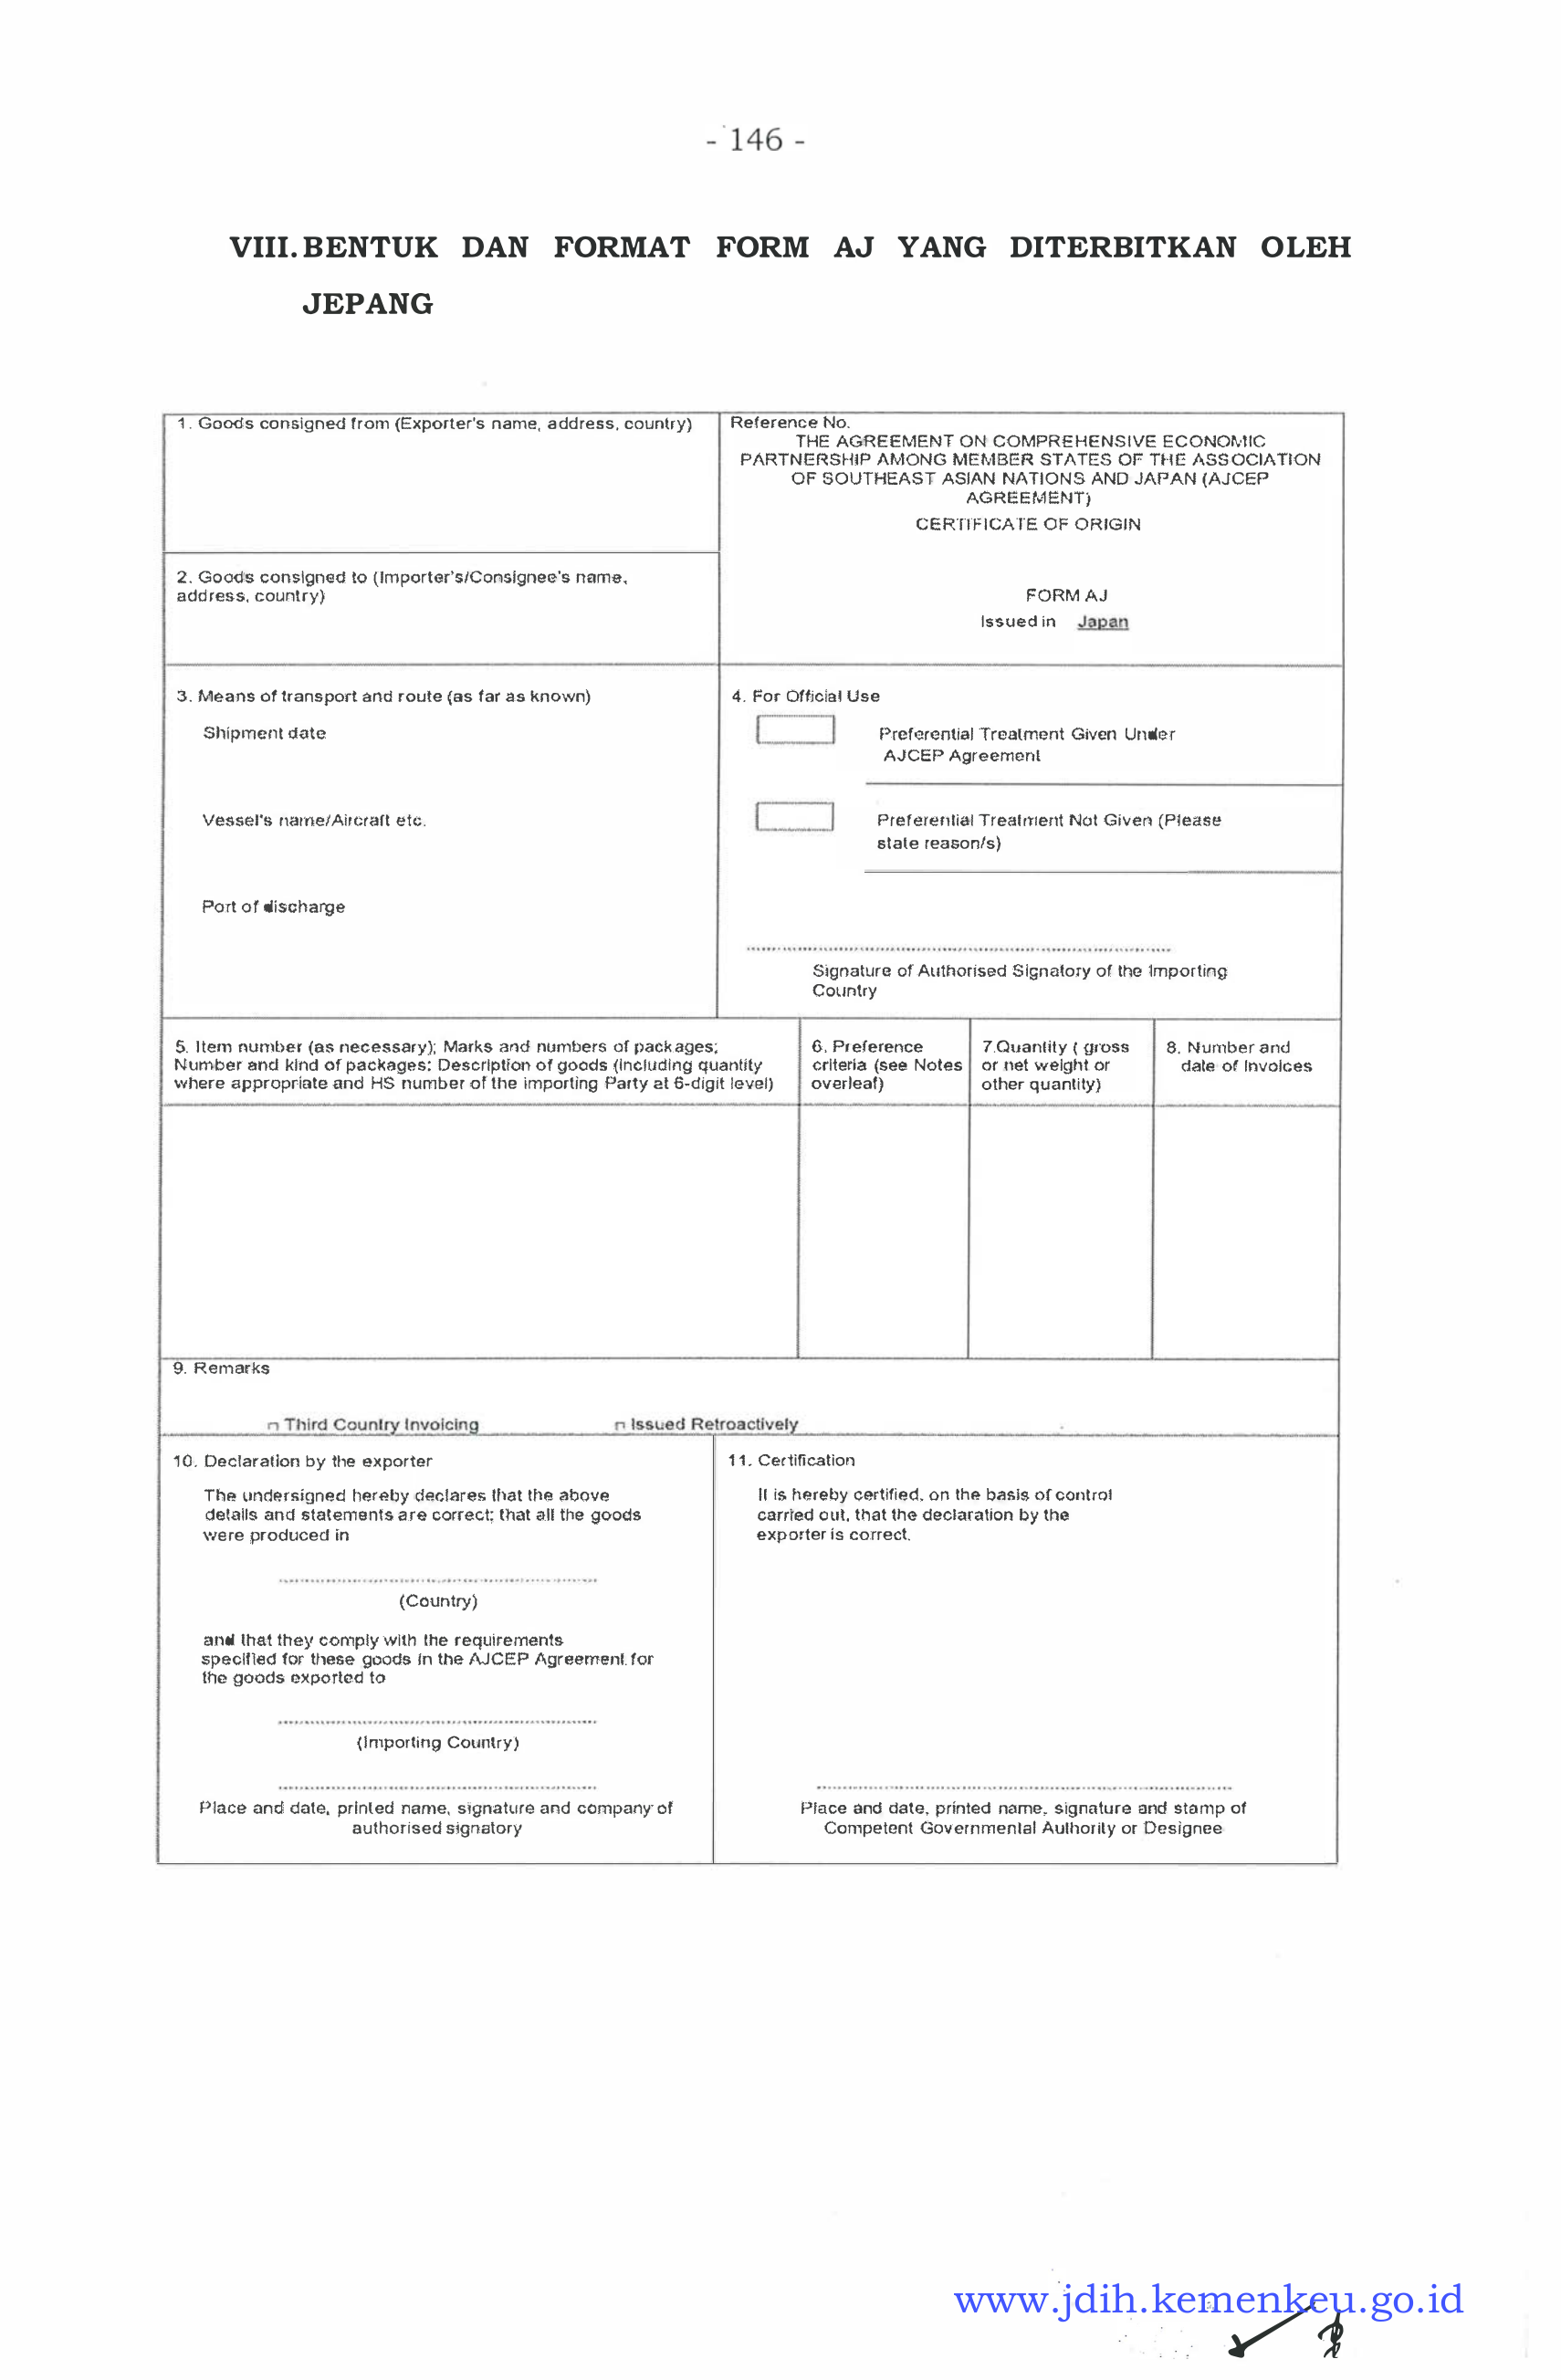 - 146 -
VIII. BENTUK DAN FORMAT FORM AJ YANG DITERBITKAN OLEH
JEPANG
1. Goods consigned from (Exporter's name, address, country)
Reference No.
THE AGREEMENT ON COMPREHENSIVE ECONOMIC
PARTNERSHIP AMONG MEMBER STATES OF THE ASSOCIATION
OF SOUTHEAST ASIAN NATIONS AND JAPAN (AJCEP
AGREEMENT)
CERTIFICATE OF ORIGIN
2. Goods consigned to (Importer's/Consignee's name,
address, country)
FORM AJ
Issued in Japan
3. Means of transport and route (as far as known)
Shipment date
Vessel's name/Aircraft etc.
Port of discharge
4. For Official Use
Preferential Treatment Given Under
AJCEP Agreement
Preferential Treatment Not Given (Please
state reason/s)
Signature of Authorised Signatory of the Importing
Country
5. Item number (as necessary); Marks and numbers of packages;
Number and kind of packages; Description of goods (including quantity
where appropriate and HS number of the importing Party at 6-digit level)
6. Preference
criteria (see Notes
overleaf)
7.Quantity ( gross
or net weight or
other quantity)
8. Number and
date of Invoices
9. Remarks
Third Country Invoicing
Issued Retroactively
10. Declaration by the exporter
The undersigned hereby declares that the above
details and statements are correct; that all the goods
were produced in
(Country)
and that they comply with the requirements
specified for these goods in the AJCEP Agreement for
the goods exported to
(Importing Country)
Place and date, printed name, signature and company of
authorised signatory
11. Certification
It is hereby certified, on the basis of control
carried out, that the declaration by the
exporter is correct.
Place and date, printed name, signature and stamp of
Competent Governmental Authority or Designee
www.jdih.kemenkeu.go.id